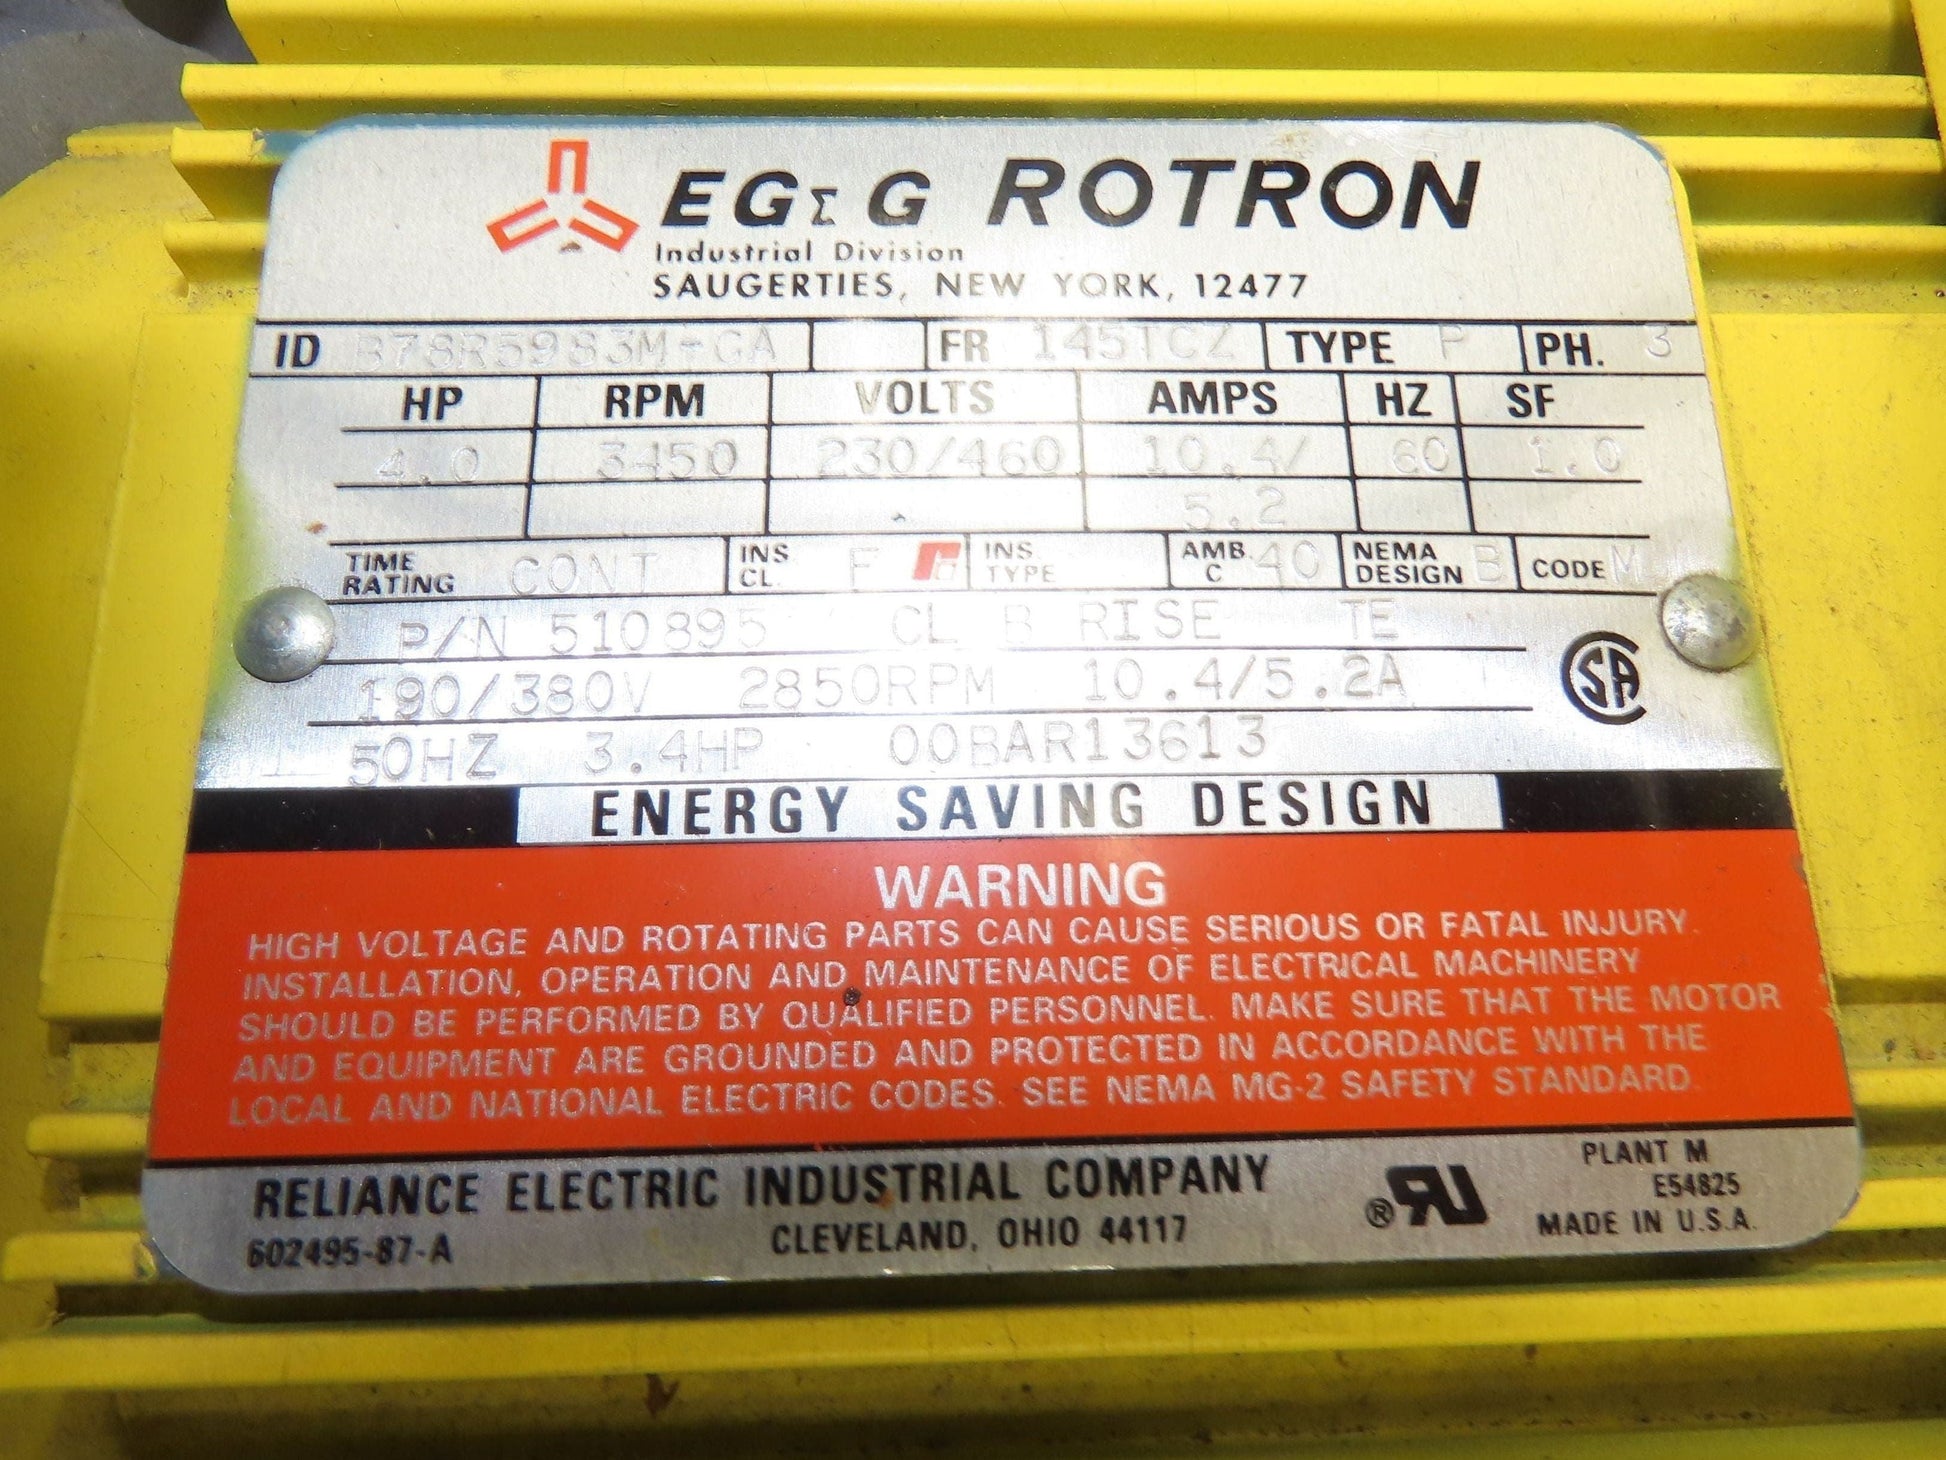 EG&G ROTRON
Industrial Division
SAUGERTIES, NEW YORK, 12477
ID B78R5983M-GA FR 145TCZ TYPE P PH. 3
HP RPM VOLTS AMPS HZ SF
4.0 3450 230/460 10.4/ 60 1.0
5.2
TIME RATING CONT INS CL. F INS. TYPE AMB. C 40 NEMA DESIGN B CODE M
P/N 510895 CL B RISE TE
190/380V 2850RPM 10.4/5.2A
50HZ 3.4HP 00BAR13613
SA
ENERGY SAVING DESIGN
WARNING
HIGH VOLTAGE AND ROTATING PARTS CAN CAUSE SERIOUS OR FATAL INJURY.
INSTALLATION, OPERATION AND MAINTENANCE OF ELECTRICAL MACHINERY
SHOULD BE PERFORMED BY QUALIFIED PERSONNEL. MAKE SURE THAT THE MOTOR
AND EQUIPMENT ARE GROUNDED AND PROTECTED IN ACCORDANCE WITH THE
LOCAL AND NATIONAL ELECTRIC CODES. SEE NEMA MG-2 SAFETY STANDARD.
RELIANCE ELECTRIC INDUSTRIAL COMPANY
CLEVELAND, OHIO 44117
602495-87-A
PLANT M
E54825
MADE IN U.S.A.